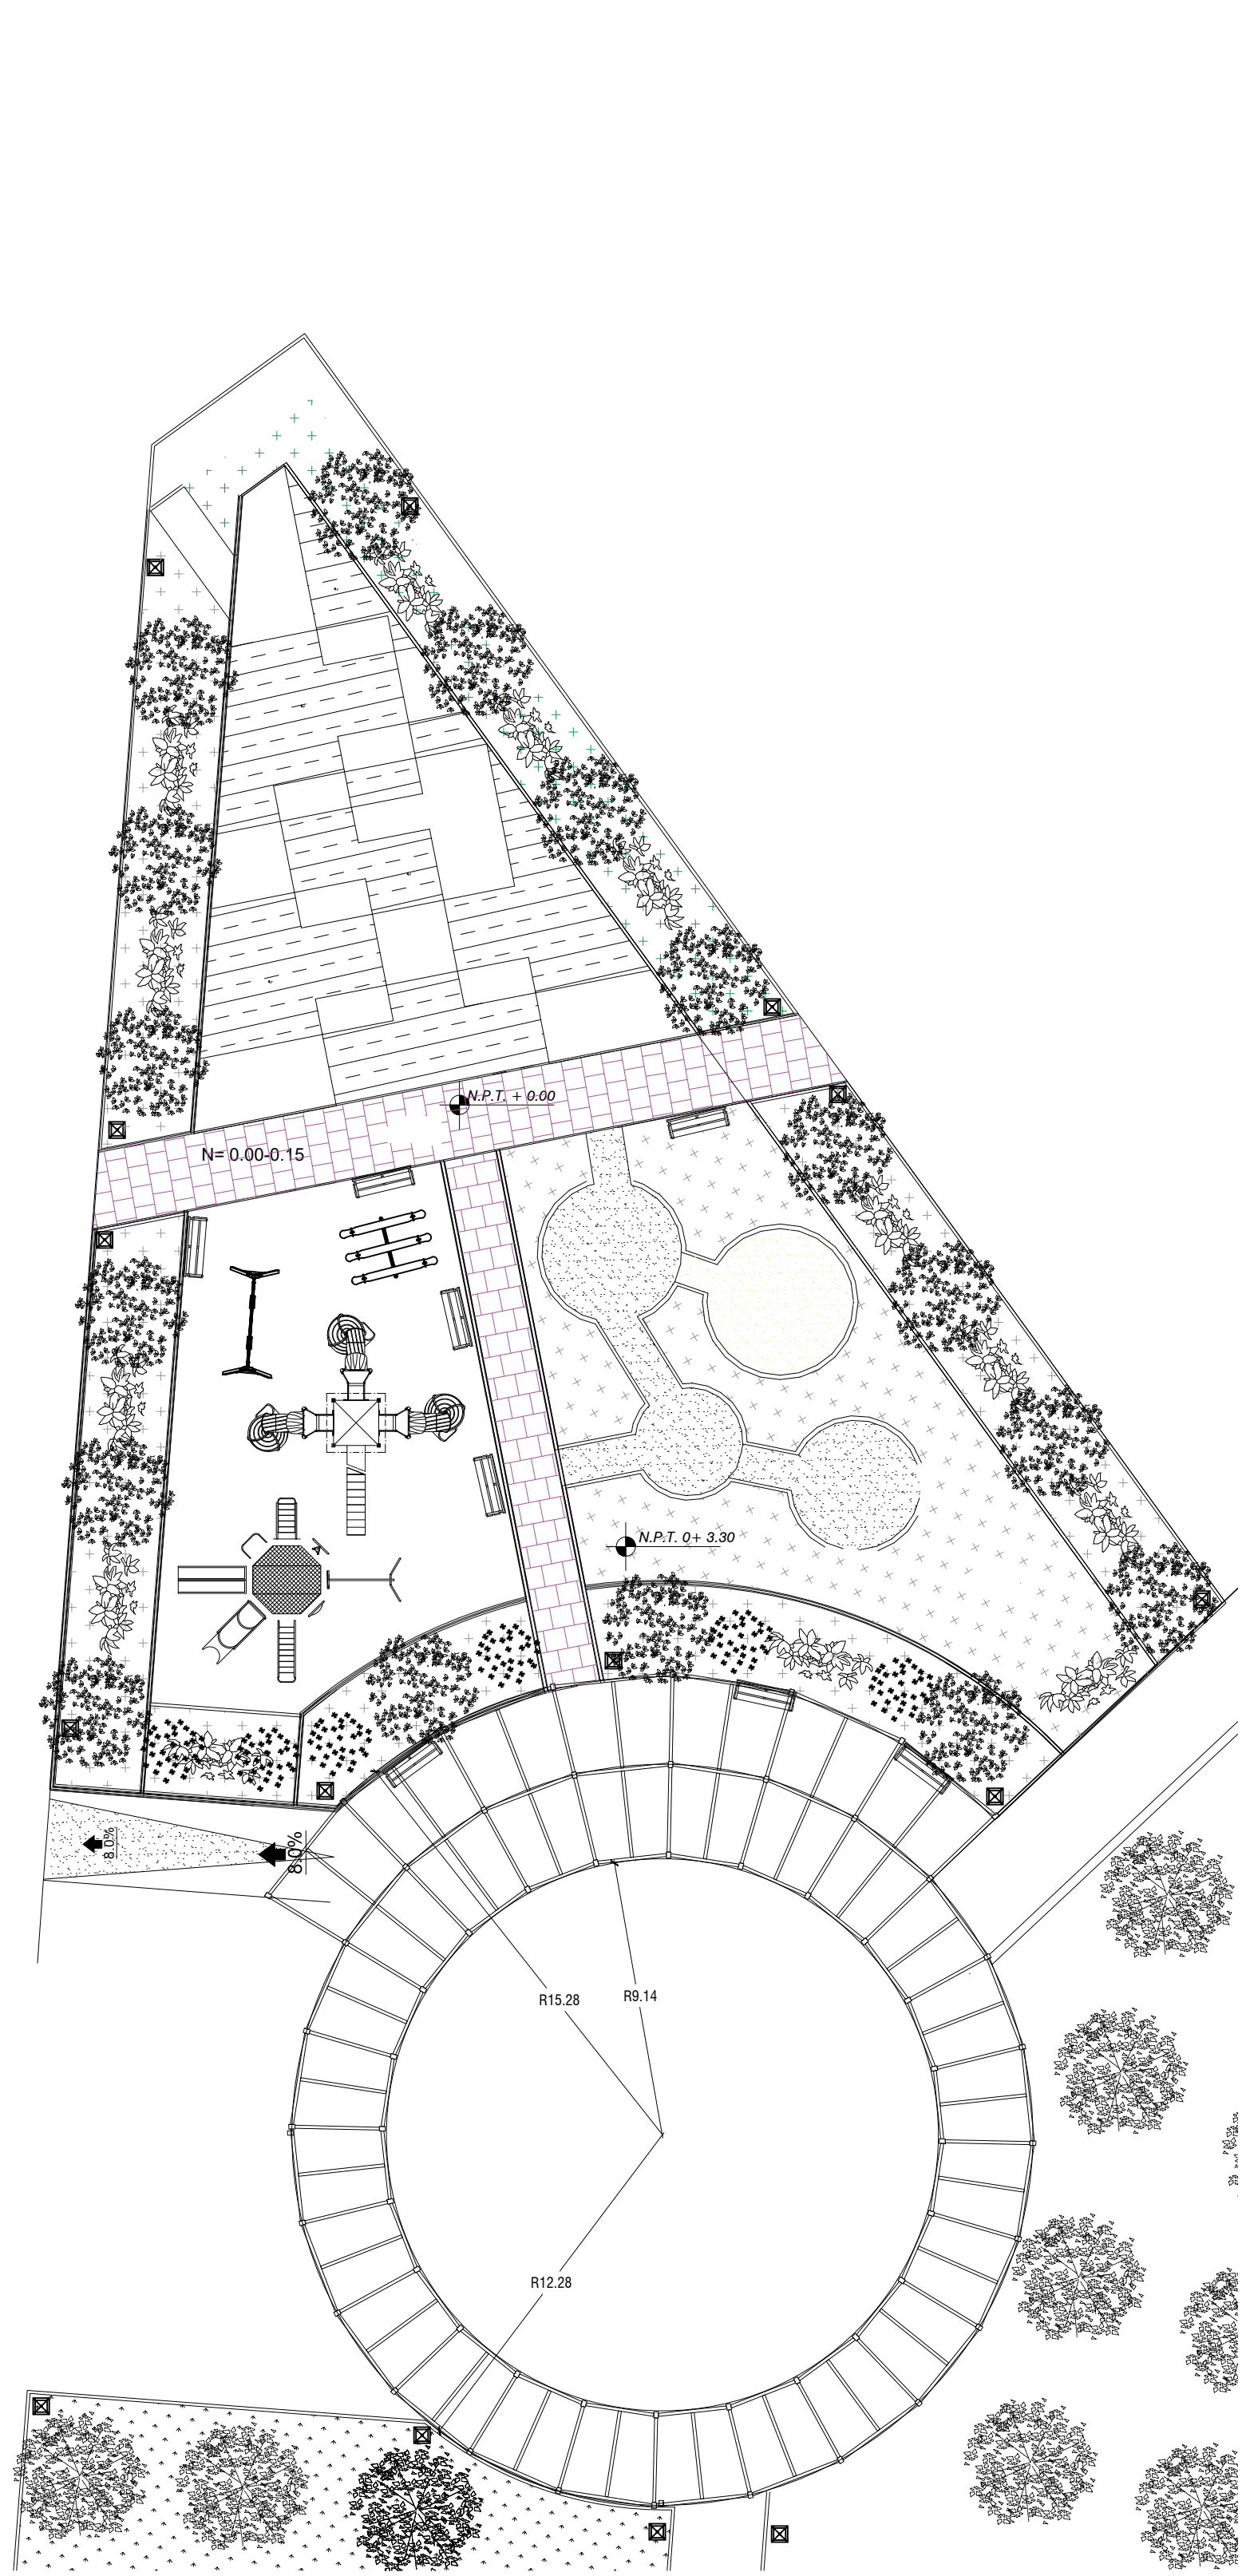 N.P.T. + 0.00
N= 0.00-0.15
N.P.T. 0+ 3.30
8.0%
8.0%
R15.28
R9.14
R12.28